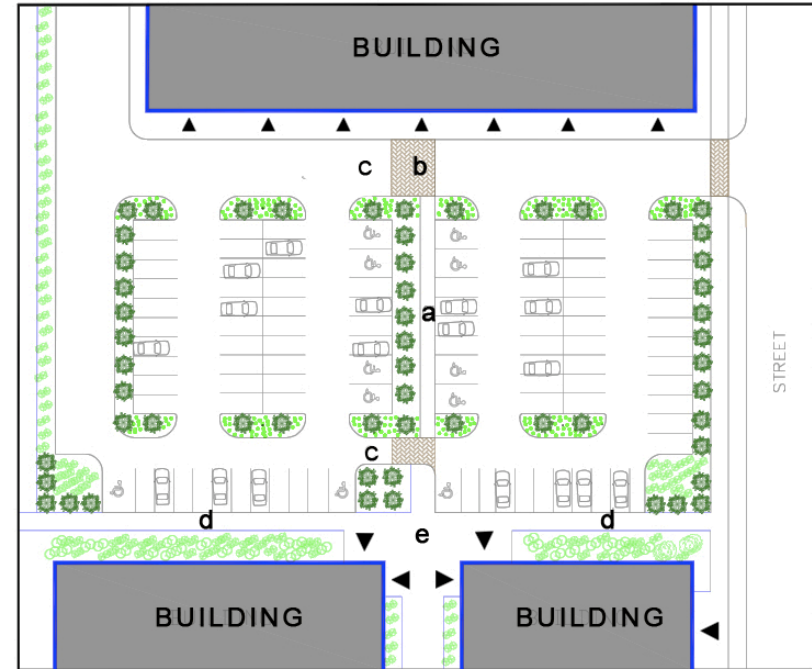 BUILDING
c b
a
STREET
c
d e d
BUILDING
BUILDING